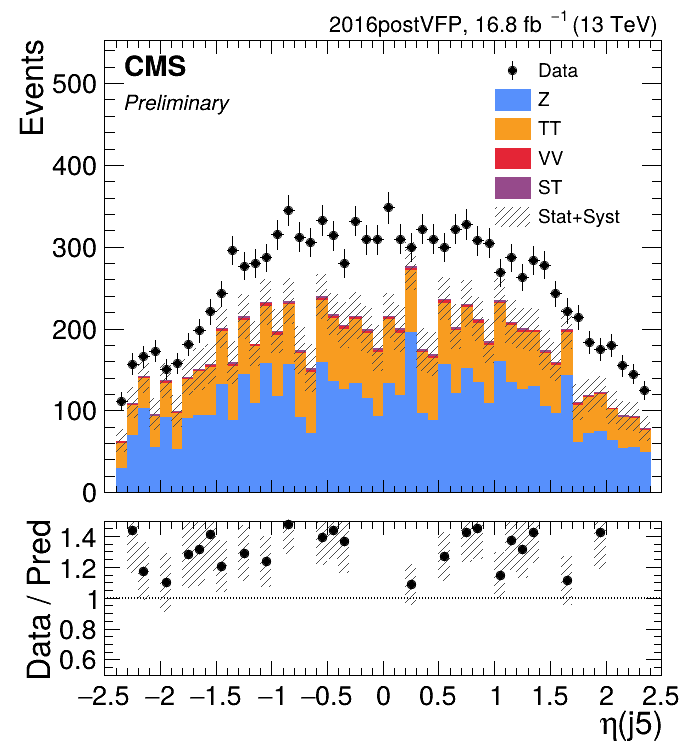 2016postVFP, 16.8 fb⁻¹ (13 TeV)
CMS
Preliminary
Events
Data
Z
TT
VV
ST
Stat+Syst
500
400
300
200
100
0
Data / Pred
1.4
1.2
1
0.8
0.6
−2.5 −2 −1.5 −1 −0.5 0 0.5 1 1.5 2 2.5
η(j5)